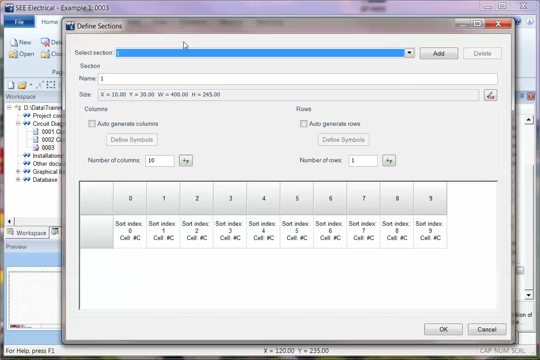 SEE Electrical - Example 1: 0003
Define Sections
File
Home
New
Open
Select section:
1
Add
Delete
Section
Name:
1
Size:
X = 10.00 Y = 30.00 W = 400.00 H = 245.00
Columns
Rows
Auto generate columns
Auto generate rows
Define Symbols
Define Symbols
Number of columns:
10
Number of rows:
1
0 1 2 3 4 5 6 7 8 9
Sort index: Sort index: Sort index: Sort index: Sort index: Sort index: Sort index: Sort index: Sort index: Sort index:
0 1 2 3 4 5 6 7 8 9
Cell: #C Cell: #C Cell: #C Cell: #C Cell: #C Cell: #C Cell: #C Cell: #C Cell: #C Cell: #C
OK
Cancel
Workspace
D:\Data\Trainin
Project cov
Circuit Diag
0001 C
0002 C
0003
Installation
Other docu
Graphical li
Database
Workspace
Preview
For Help, press F1
X = 120.00 Y = 235.00
CAP NUM SCRL